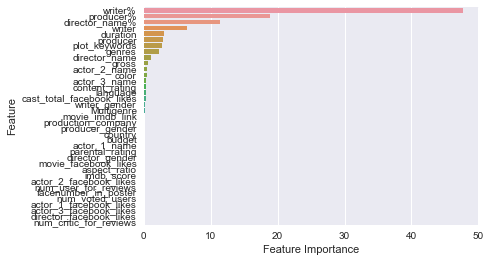 writer%
producer%
director_name%
writer
duration
producer
plot_keywords
genres
director_name
gross
actor_2_name
color
actor_3_name
content_rating
language
cast_total_facebook_likes
writer_gender
Multigenre
movie_imdb_link
production_company
producer_gender
country
budget
actor_1_name
parental_rating
director_gender
movie_facebook_likes
aspect_ratio
imdb_score
actor_2_facebook_likes
num_user_for_reviews
facenumber_in_poster
num_voted_users
actor_1_facebook_likes
actor_3_facebook_likes
director_facebook_likes
num_critic_for_reviews
Feature
0 10 20 30 40 50
Feature Importance